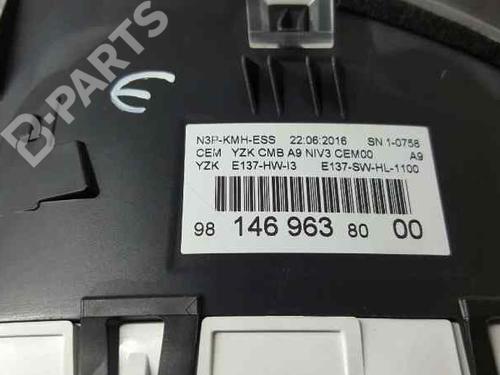 B-PARTS
E
N3P-KMH-ESS 22:06:2016 SN 1-0758
CEM YZK CMB A9 NIV3 CEM00 A9
YZK E137-HW-I3 E137-SW-HL-1100
98 146 963 80 00